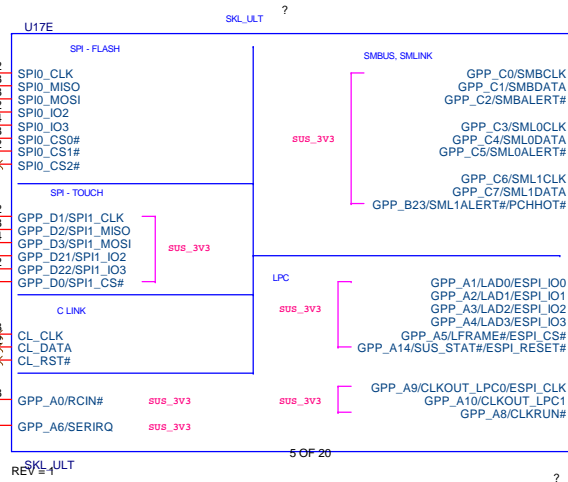 ?
U17E
SKL_ULT
SPI - FLASH
SPI0_CLK
SPI0_MISO
SPI0_MOSI
SPI0_IO2
SPI0_IO3
SPI0_CS0#
SPI0_CS1#
SPI0_CS2#
SPI - TOUCH
GPP_D1/SPI1_CLK
GPP_D2/SPI1_MISO
GPP_D3/SPI1_MOSI
GPP_D21/SPI1_IO2
GPP_D22/SPI1_IO3
GPP_D0/SPI1_CS#
SUS_3V3
C LINK
CL_CLK
CL_DATA
CL_RST#
GPP_A0/RCIN# SUS_3V3
GPP_A6/SERIRQ SUS_3V3
SMBUS, SMLINK
GPP_C0/SMBCLK
GPP_C1/SMBDATA
GPP_C2/SMBALERT#
GPP_C3/SML0CLK
GPP_C4/SML0DATA
GPP_C5/SML0ALERT#
GPP_C6/SML1CLK
GPP_C7/SML1DATA
GPP_B23/SML1ALERT#/PCHHOT#
SUS_3V3
LPC
GPP_A1/LAD0/ESPI_IO0
GPP_A2/LAD1/ESPI_IO1
GPP_A3/LAD2/ESPI_IO2
GPP_A4/LAD3/ESPI_IO3
GPP_A5/LFRAME#/ESPI_CS#
GPP_A14/SUS_STAT#/ESPI_RESET#
SUS_3V3
GPP_A9/CLKOUT_LPC0/ESPI_CLK
GPP_A10/CLKOUT_LPC1
GPP_A8/CLKRUN#
SUS_3V3
5 OF 20
SKL_ULT
REV = 1
?